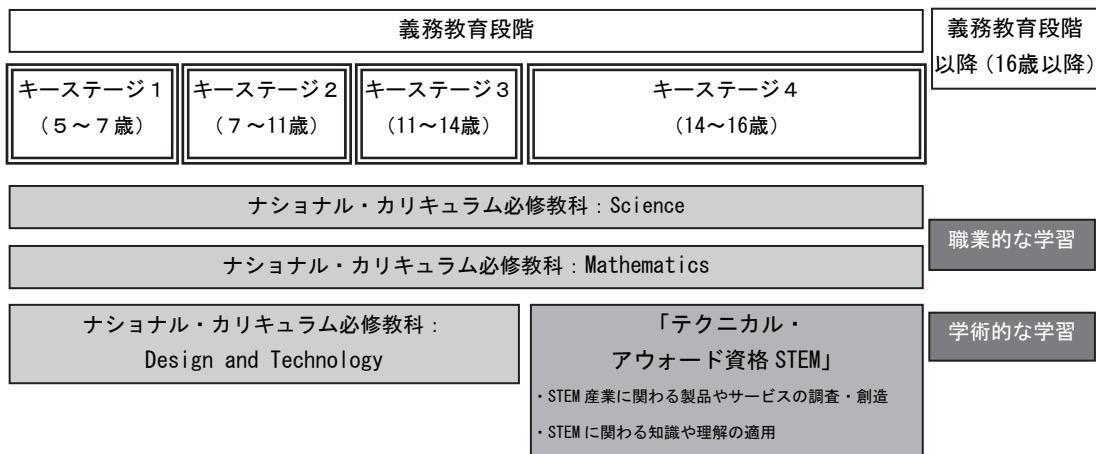 義務教育段階
義務教育段階
以降（16歳以降）
キーステージ１
（５～７歳）
キーステージ２
（７～11歳）
キーステージ３
（11～14歳）
キーステージ４
（14～16歳）
ナショナル・カリキュラム必修教科：Science
ナショナル・カリキュラム必修教科：Mathematics
職業的な学習
ナショナル・カリキュラム必修教科：
Design and Technology
「テクニカル・
アウォード資格 STEM」
・STEM 産業に関わる製品やサービスの調査・創造
・STEM に関わる知識や理解の適用
学術的な学習